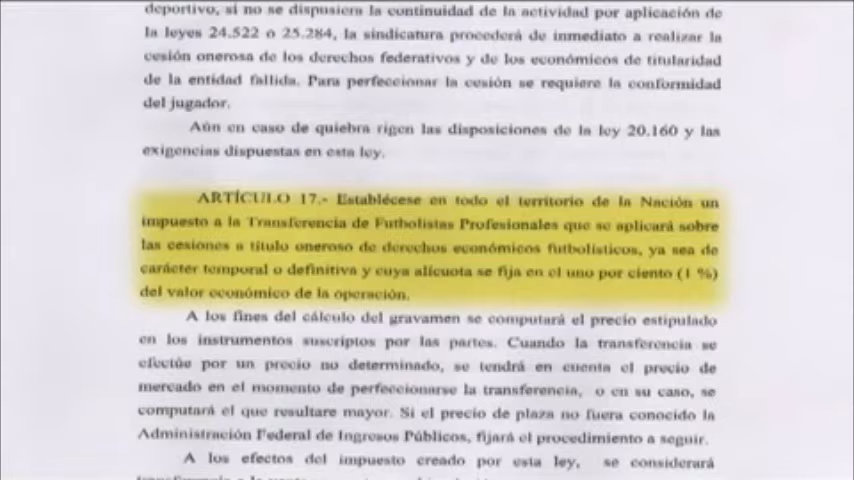 deportivo, si no se dispusiera la continuidad de la actividad por aplicación de
la leyes 24.522 o 25.284, la sindicatura procederá de inmediato a realizar la
cesión onerosa de los derechos federativos y de los económicos de titularidad
de la entidad fallida. Para perfeccionar la cesión se requiere la conformidad
del jugador.
Aún en caso de quiebra rigen las disposiciones de la ley 20.160 y las
exigencias dispuestas en esta ley.
ARTÍCULO 17.- Establécese en todo el territorio de la Nación un
impuesto a la Transferencia de Futbolistas Profesionales que se aplicará sobre
las cesiones a título oneroso de derechos económicos futbolísticos, ya sea de
carácter temporal o definitiva y cuya alícuota se fija en el uno por ciento (1 %)
del valor económico de la operación.
A los fines del cálculo del gravamen se computará el precio estipulado
en los instrumentos suscriptos por las partes. Cuando la transferencia se
efectúe por un precio no determinado, se tendrá en cuenta el precio de
mercado en el momento de perfeccionarse la transferencia, o en su caso, se
computará el que resultare mayor. Si el precio de plaza no fuera conocido la
Administración Federal de Ingresos Públicos, fijará el procedimiento a seguir.
A los efectos del impuesto creado por esta ley, se considerará